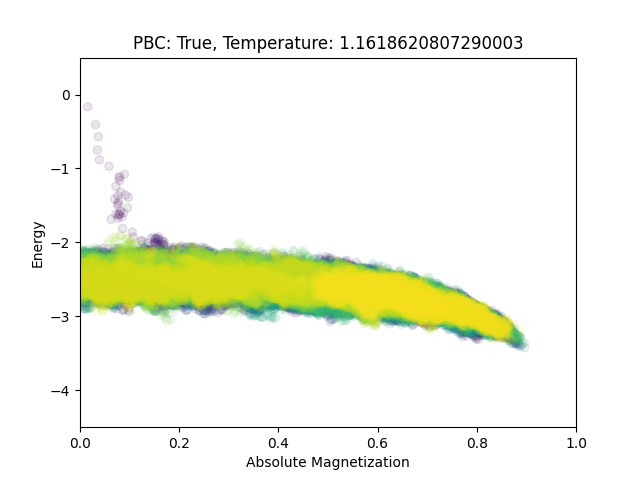 PBC: True, Temperature: 1.1618620807290003
0
−1
−2
−3
−4
Energy
0.0 0.2 0.4 0.6 0.8 1.0
Absolute Magnetization